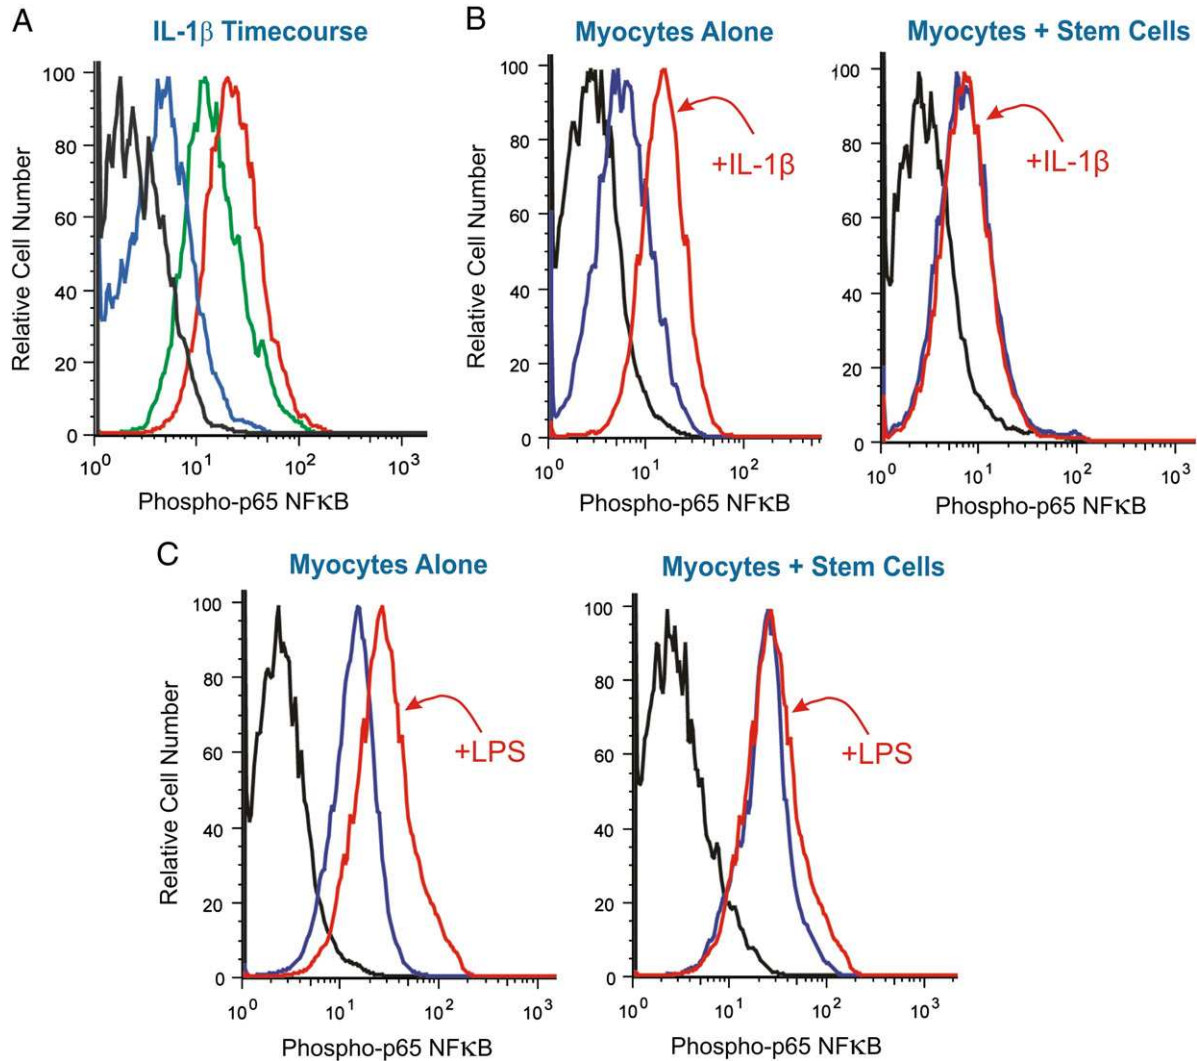 A
IL-1β Timecourse
Relative Cell Number
100
80
60
40
20
0
10^0 10^1 10^2 10^3
Phospho-p65 NFκB
B
Myocytes Alone
Relative Cell Number
100
80
60
40
20
0
+IL-1β
10^0 10^1 10^2
Phospho-p65 NFκB
Myocytes + Stem Cells
100
80
60
40
20
0
+IL-1β
10^0 10^1 10^2 10^3
Phospho-p65 NFκB
C
Myocytes Alone
Relative Cell Number
100
80
60
40
20
0
+LPS
10^0 10^1 10^2 10^3
Phospho-p65 NFκB
Myocytes + Stem Cells
100
80
60
40
20
0
+LPS
10^0 10^1 10^2 10^3
Phospho-p65 NFκB